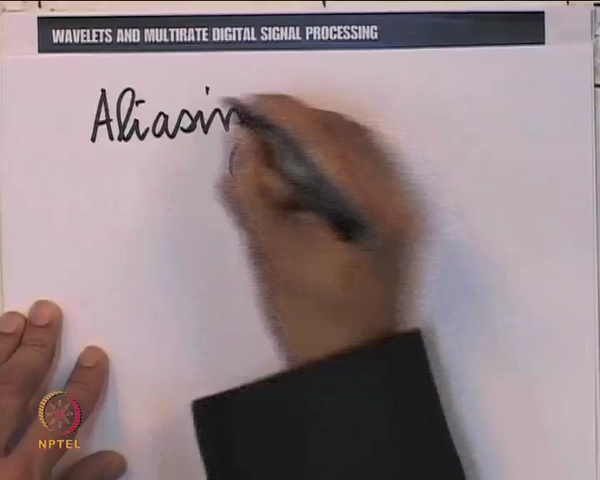 WAVELETS AND MULTIRATE DIGITAL SIGNAL PROCESSING
Aliasin
NPTEL